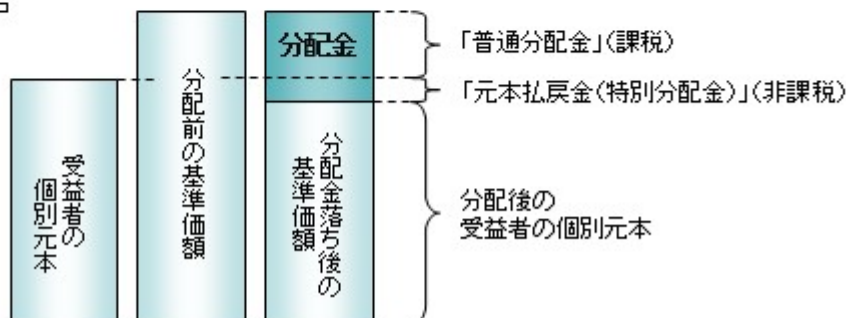 受益者の
個別元本
分配前の基準価額
分配金
分配金落ち後の
基準価額
「普通分配金」(課税)
「元本払戻金(特別分配金)」(非課税)
分配後の
受益者の個別元本